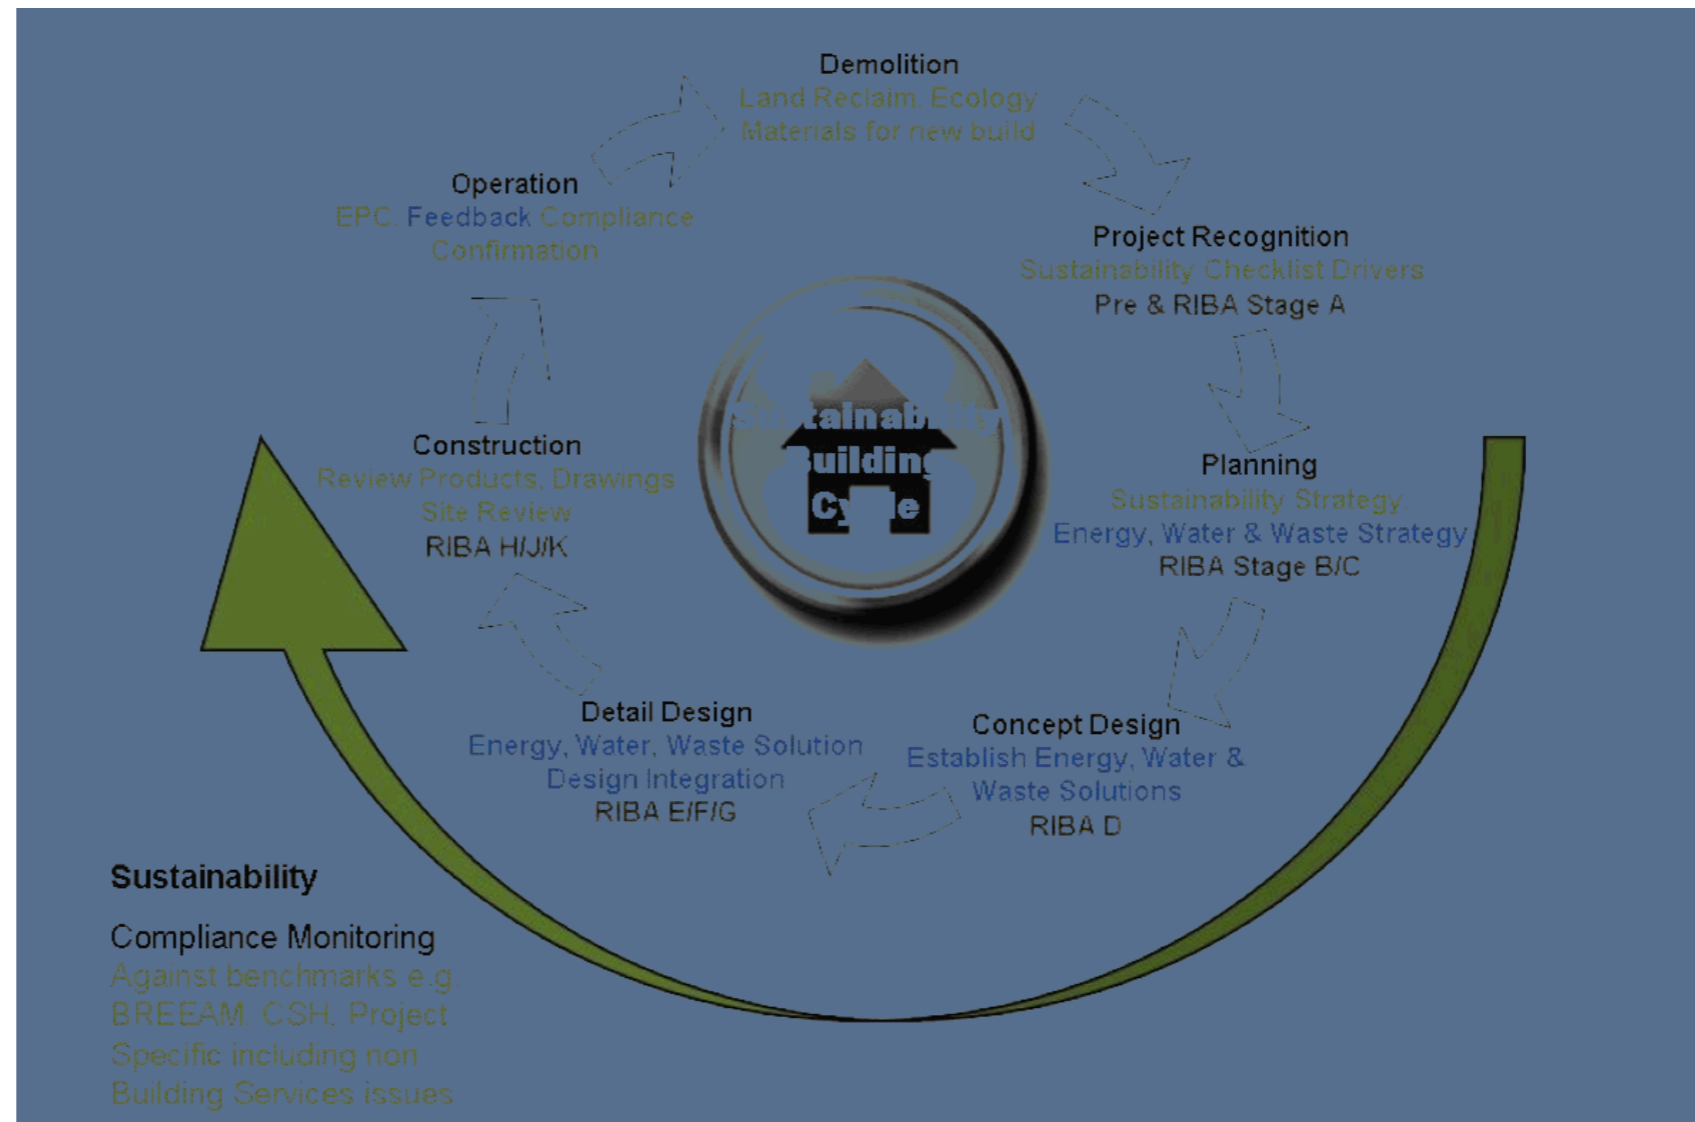 Demolition
Land Reclaim. Ecology
Materials for new build
Project Recognition
Sustainability Checklist Drivers
Pre & RIBA Stage A
Planning
Sustainability Strategy.
Energy, Water & Waste Strategy
RIBA Stage B/C
Concept Design
Establish Energy, Water &
Waste Solutions
RIBA D
Detail Design
Energy, Water, Waste Solution
Design Integration
RIBA E/F/G
Construction
Review Products, Drawings
Site Review
RIBA H/J/K
Operation
EPC. Feedback Compliance
Confirmation
Sustainability
Building
Cycle
Sustainability
Compliance Monitoring
Against benchmarks e.g.
BREEAM, CSH, Project
Specific including non
Building Services issues